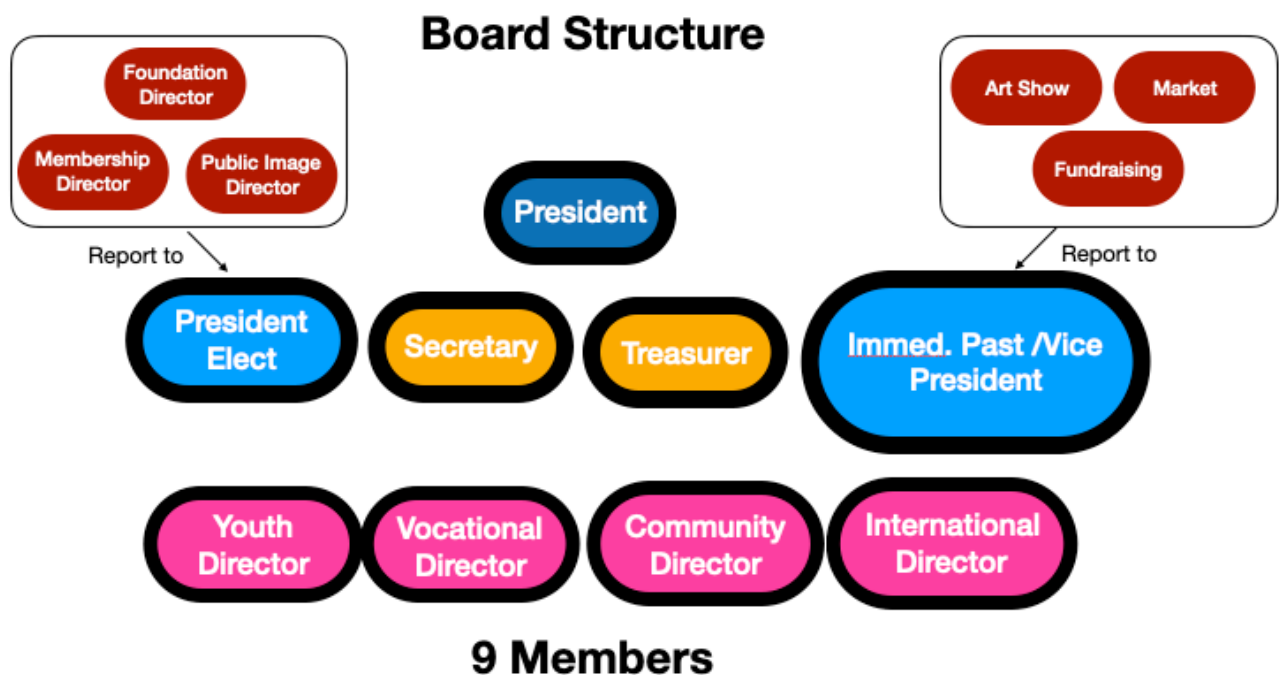 Board Structure
Foundation
Director
Membership
Director
Public Image
Director
Report to
Art Show
Market
Fundraising
Report to
President
President
Elect
Secretary
Treasurer
Immed. Past /Vice
President
Youth
Director
Vocational
Director
Community
Director
International
Director
9 Members